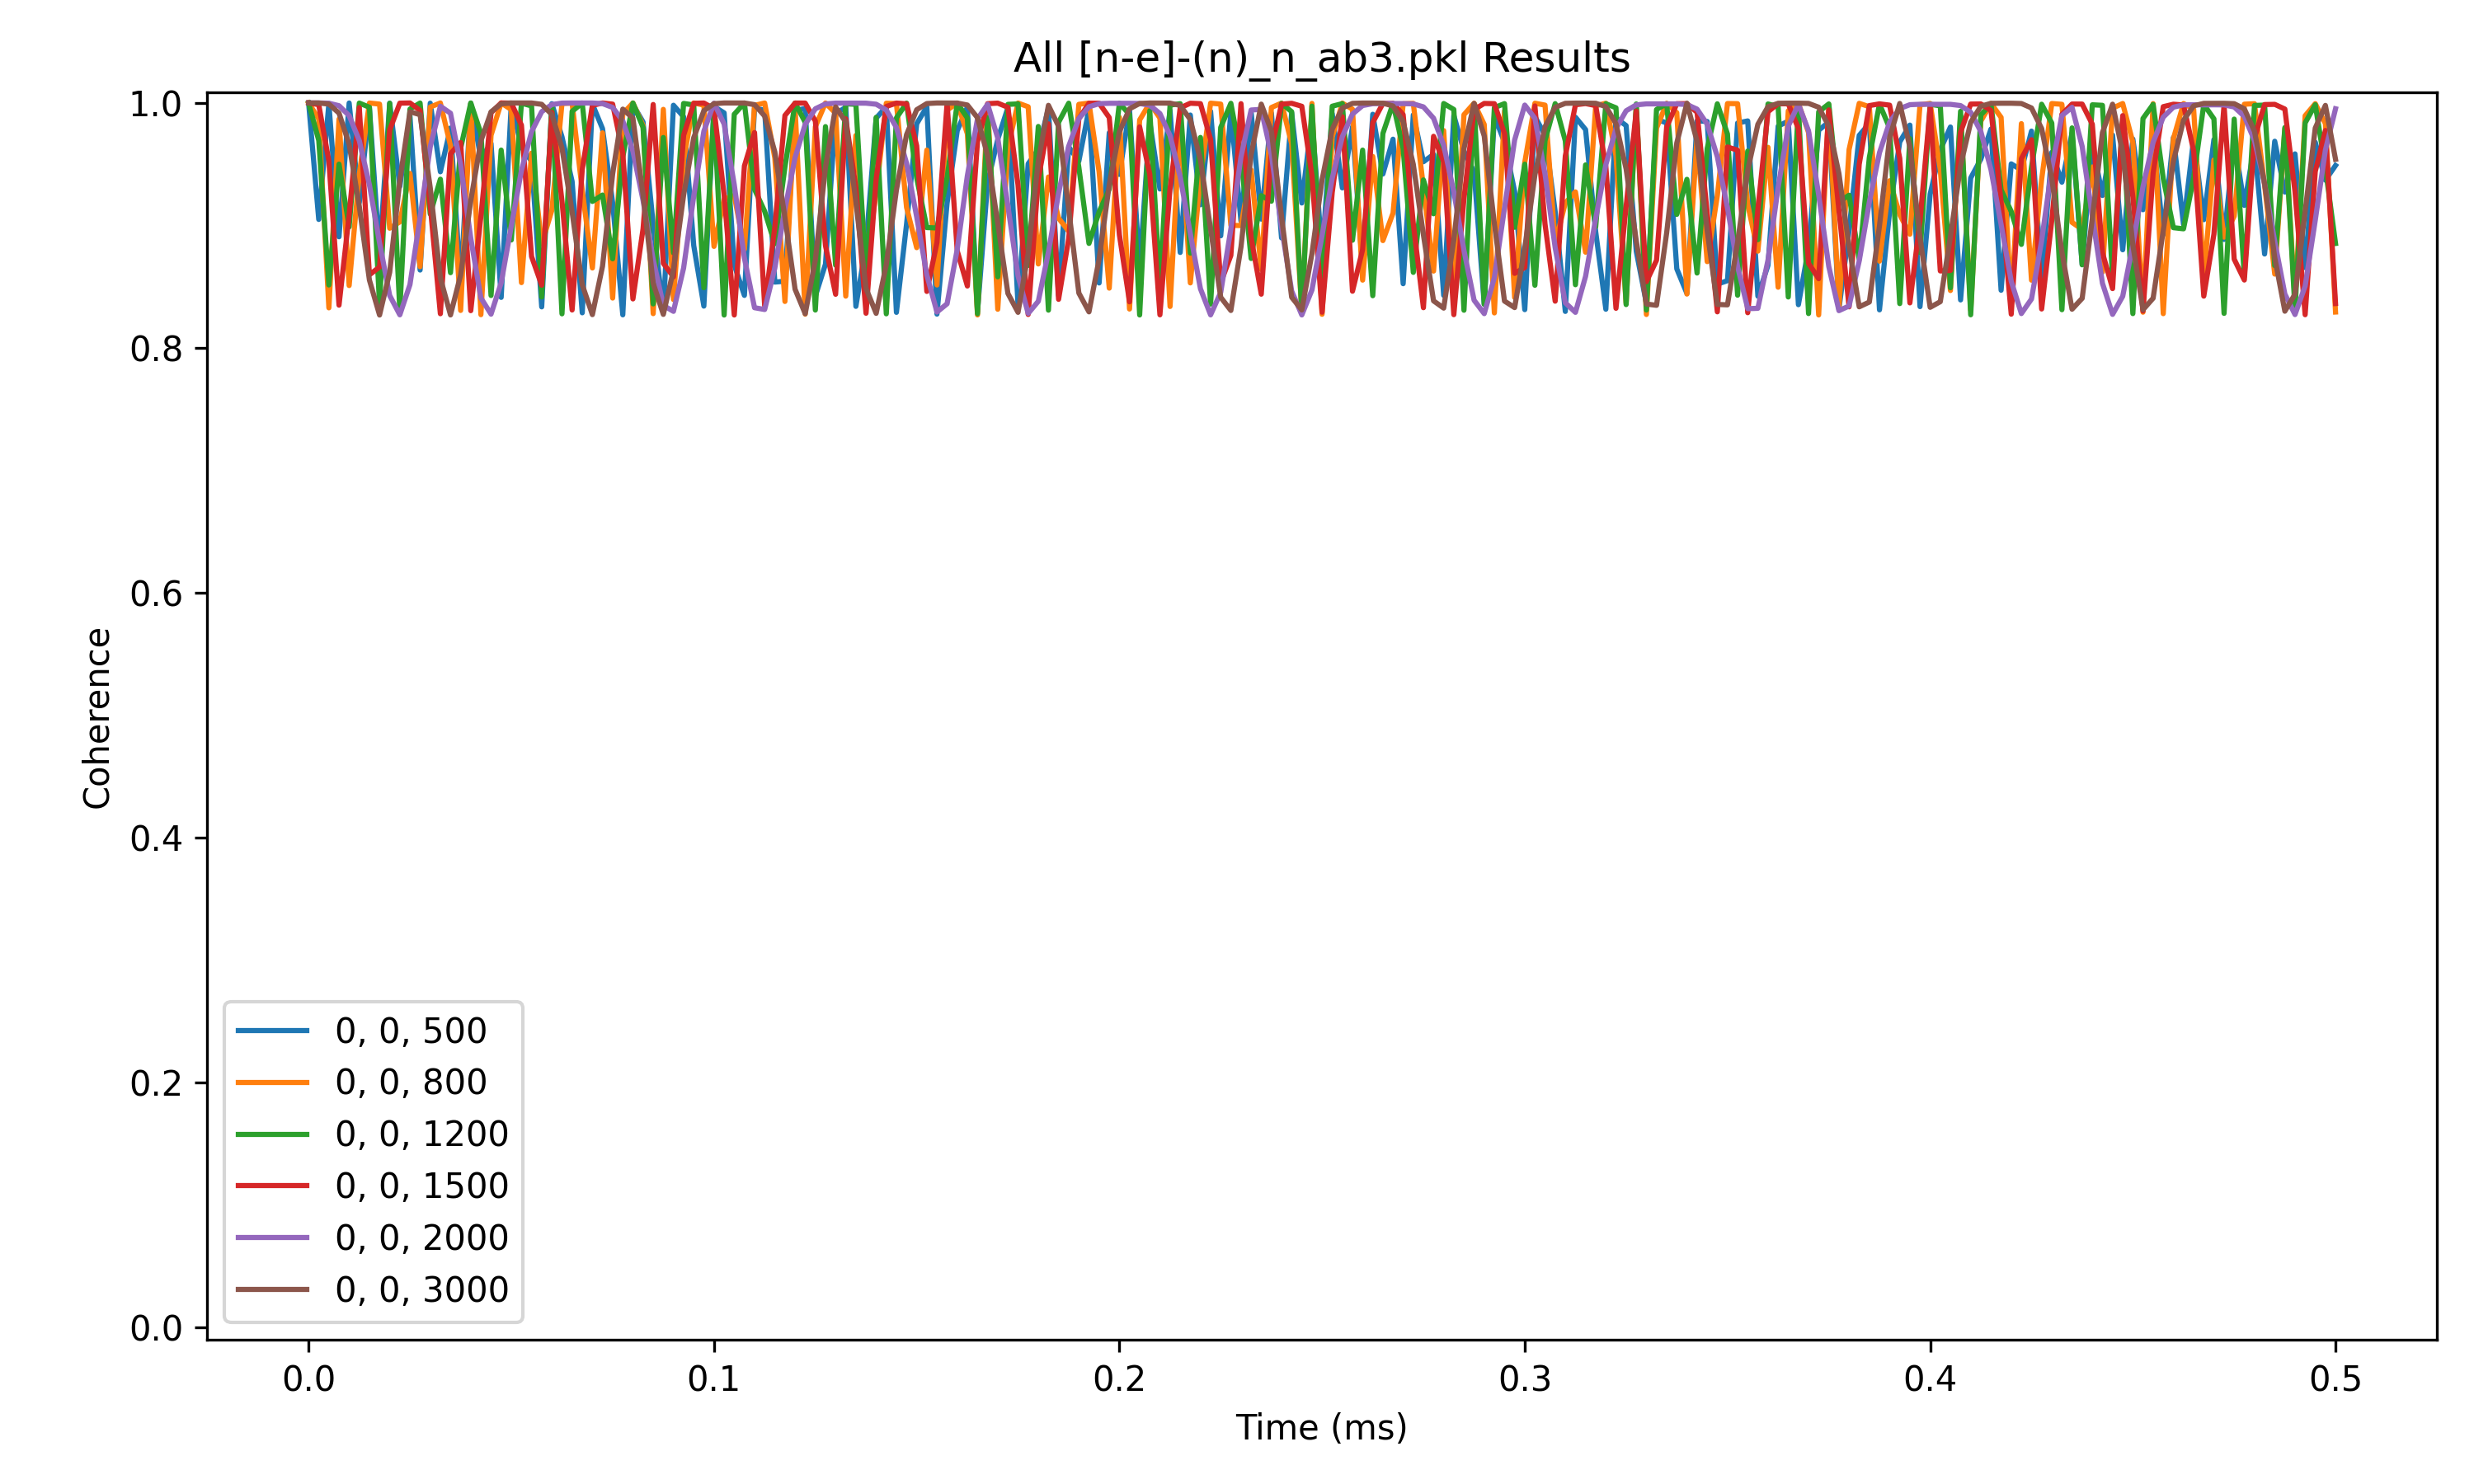 All [n-e]-(n)_n_ab3.pkl Results
Coherence
1.0
0.8
0.6
0.4
0.2
0.0
0, 0, 500
0, 0, 800
0, 0, 1200
0, 0, 1500
0, 0, 2000
0, 0, 3000
0.0 0.1 0.2 0.3 0.4 0.5
Time (ms)